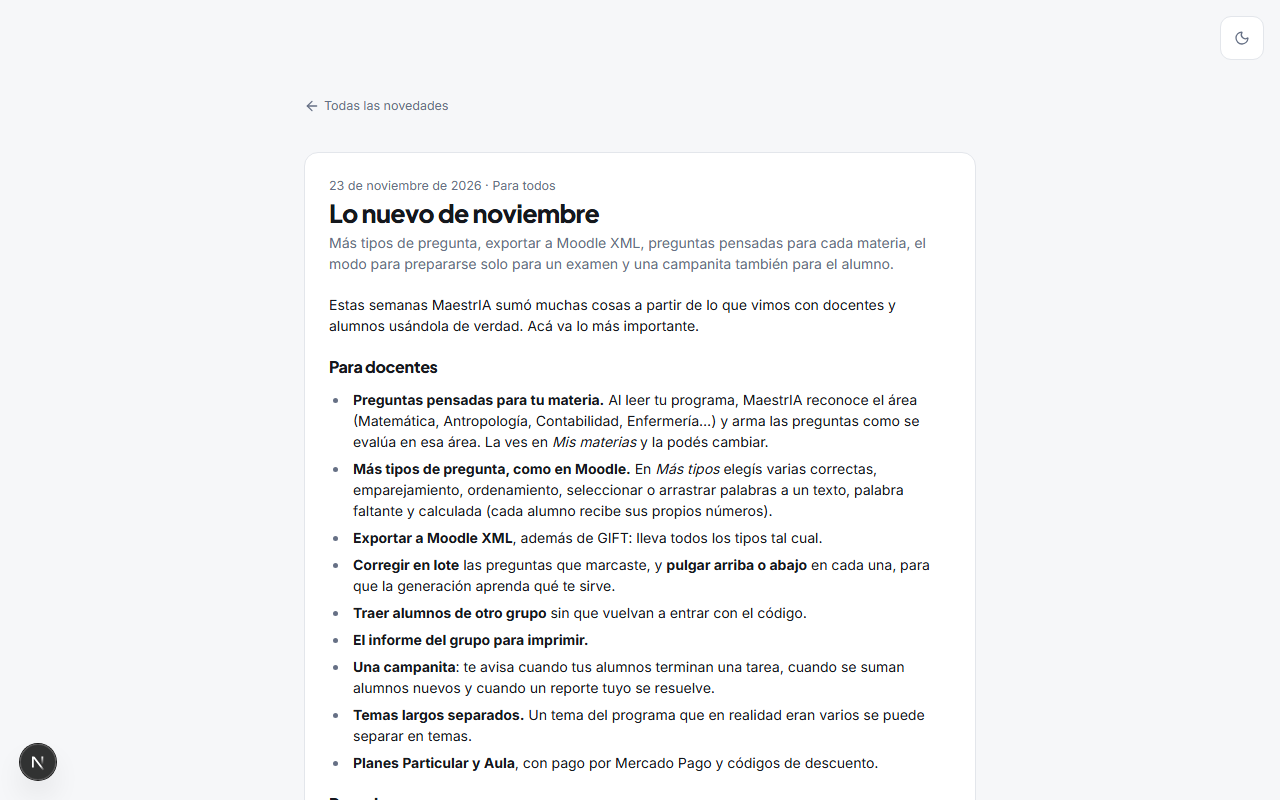 Todas las novedades
23 de noviembre de 2026 · Para todos
Lo nuevo de noviembre
Más tipos de pregunta, exportar a Moodle XML, preguntas pensadas para cada materia, el
modo para prepararse solo para un examen y una campanita también para el alumno.
Estas semanas MaestrIA sumó muchas cosas a partir de lo que vimos con docentes y
alumnos usándola de verdad. Acá va lo más importante.
Para docentes
Preguntas pensadas para tu materia. Al leer tu programa, MaestrIA reconoce el área
(Matemática, Antropología, Contabilidad, Enfermería...) y arma las preguntas como se
evalúa en esa área. La ves en Mis materias y la podés cambiar.
Más tipos de pregunta, como en Moodle. En Más tipos elegís varias correctas,
emparejamiento, ordenamiento, seleccionar o arrastrar palabras a un texto, palabra
faltante y calculada (cada alumno recibe sus propios números).
Exportar a Moodle XML, además de GIFT: lleva todos los tipos tal cual.
Corregir en lote las preguntas que marcaste, y pulgar arriba o abajo en cada una, para
que la generación aprenda qué te sirve.
Traer alumnos de otro grupo sin que vuelvan a entrar con el código.
El informe del grupo para imprimir.
Una campanita: te avisa cuando tus alumnos terminan una tarea, cuando se suman
alumnos nuevos y cuando un reporte tuyo se resuelve.
Temas largos separados. Un tema del programa que en realidad eran varios se puede
separar en temas.
Planes Particular y Aula, con pago por Mercado Pago y códigos de descuento.
N